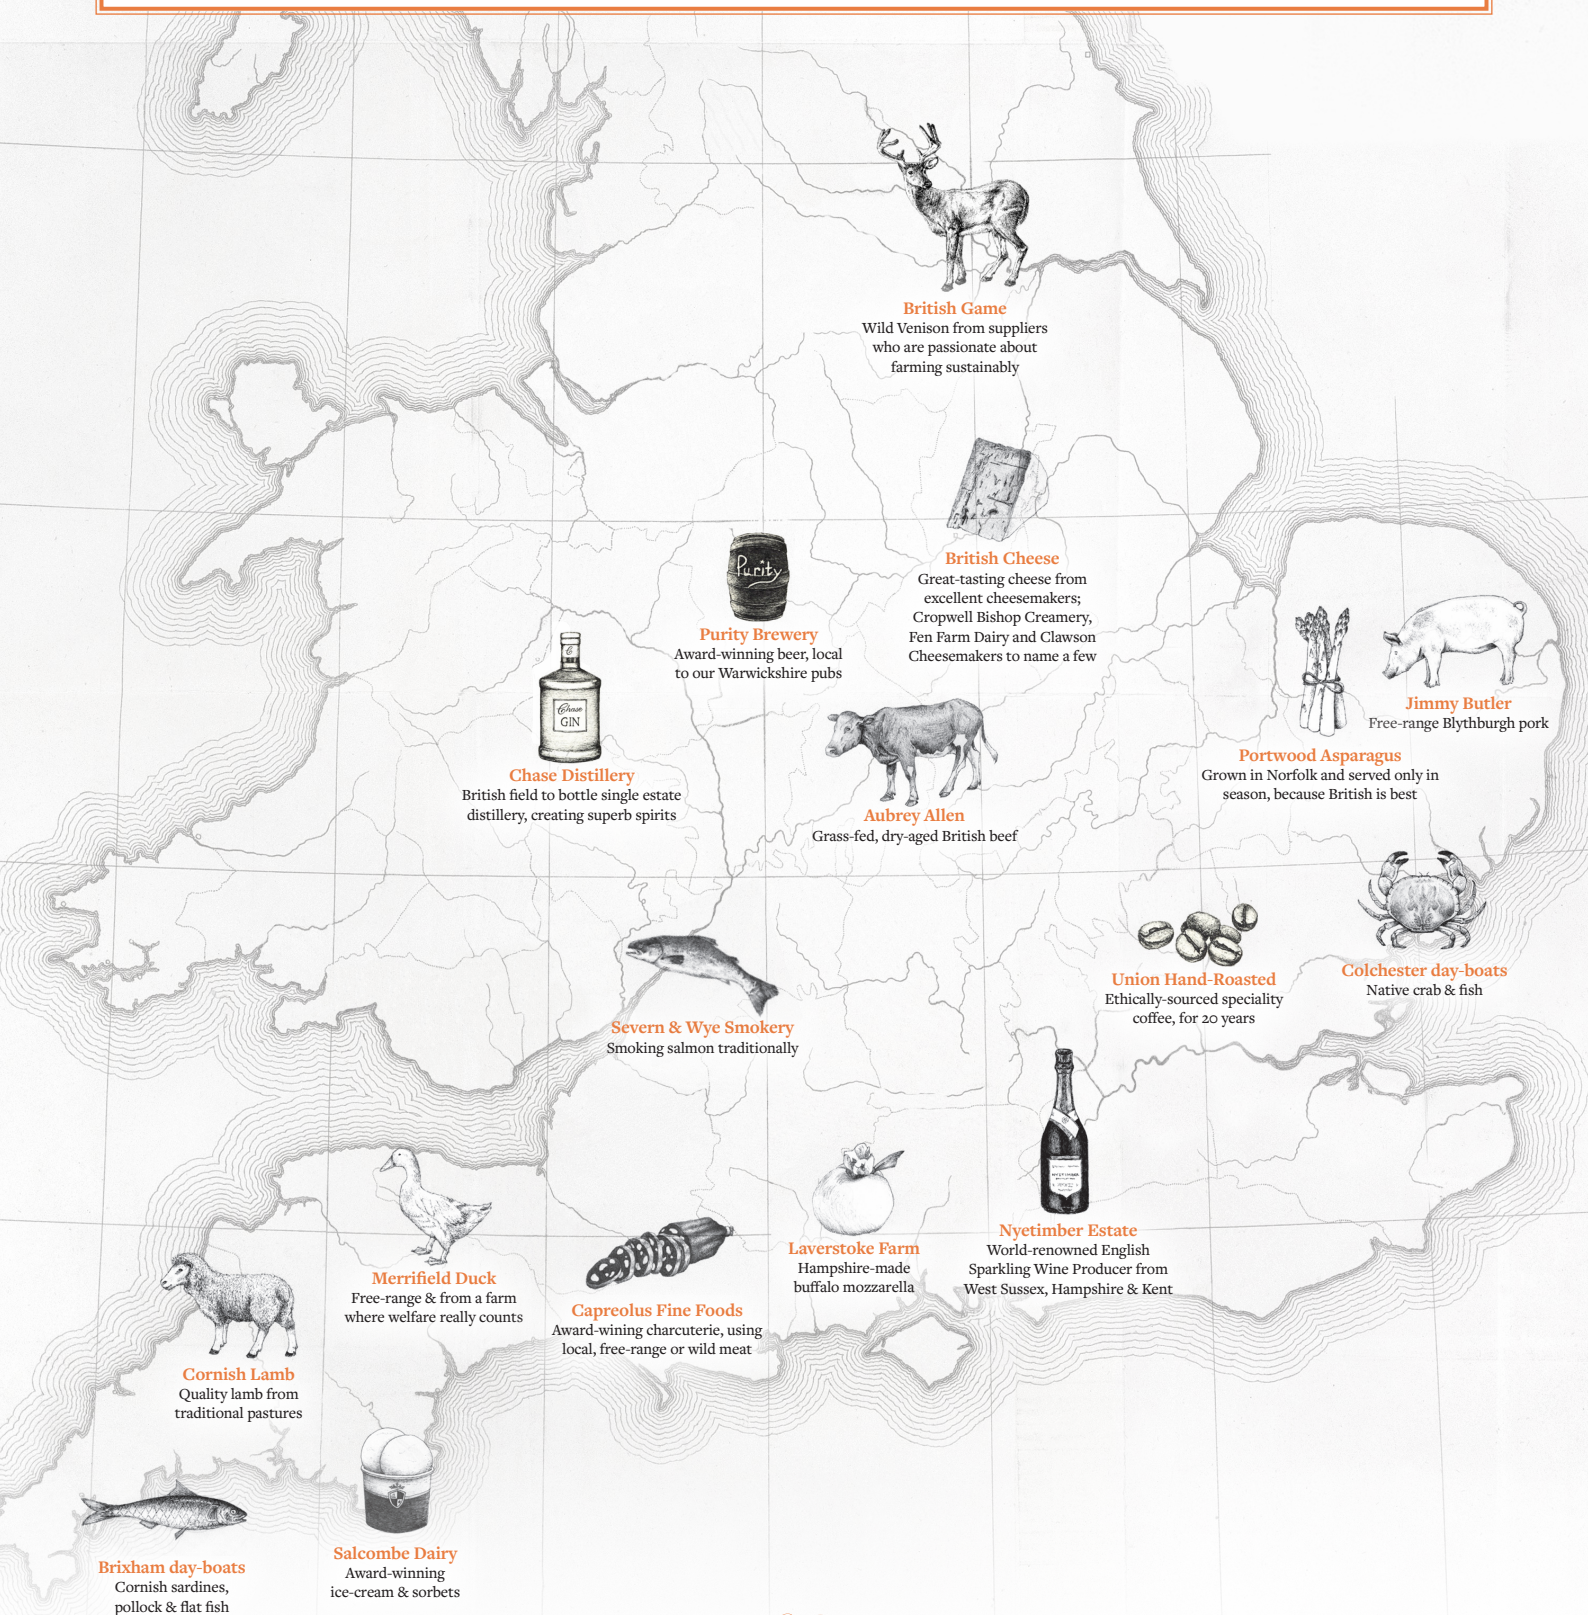 British Game
Wild Venison from suppliers
who are passionate about
farming sustainably
British Cheese
Great-tasting cheese from
excellent cheesemakers;
Cropwell Bishop Creamery,
Fen Farm Dairy and Clawson
Cheesemakers to name a few
Purity
Purity Brewery
Award-winning beer, local
to our Warwickshire pubs
Chase
GIN
Chase Distillery
British field to bottle single estate
distillery, creating superb spirits
Aubrey Allen
Grass-fed, dry-aged British beef
Jimmy Butler
Free-range Blythburgh pork
Portwood Asparagus
Grown in Norfolk and served only in
season, because British is best
Union Hand-Roasted
Ethically-sourced speciality
coffee, for 20 years
Colchester day-boats
Native crab & fish
Severn & Wye Smokery
Smoking salmon traditionally
Nyetimber Estate
World-renowned English
Sparkling Wine Producer from
West Sussex, Hampshire & Kent
Laverstoke Farm
Hampshire-made
buffalo mozzarella
Merrifield Duck
Free-range & from a farm
where welfare really counts
Capreolus Fine Foods
Award-wining charcuterie, using
local, free-range or wild meat
Cornish Lamb
Quality lamb from
traditional pastures
Salcombe Dairy
Award-winning
ice-cream & sorbets
Brixham day-boats
Cornish sardines,
pollock & flat fish